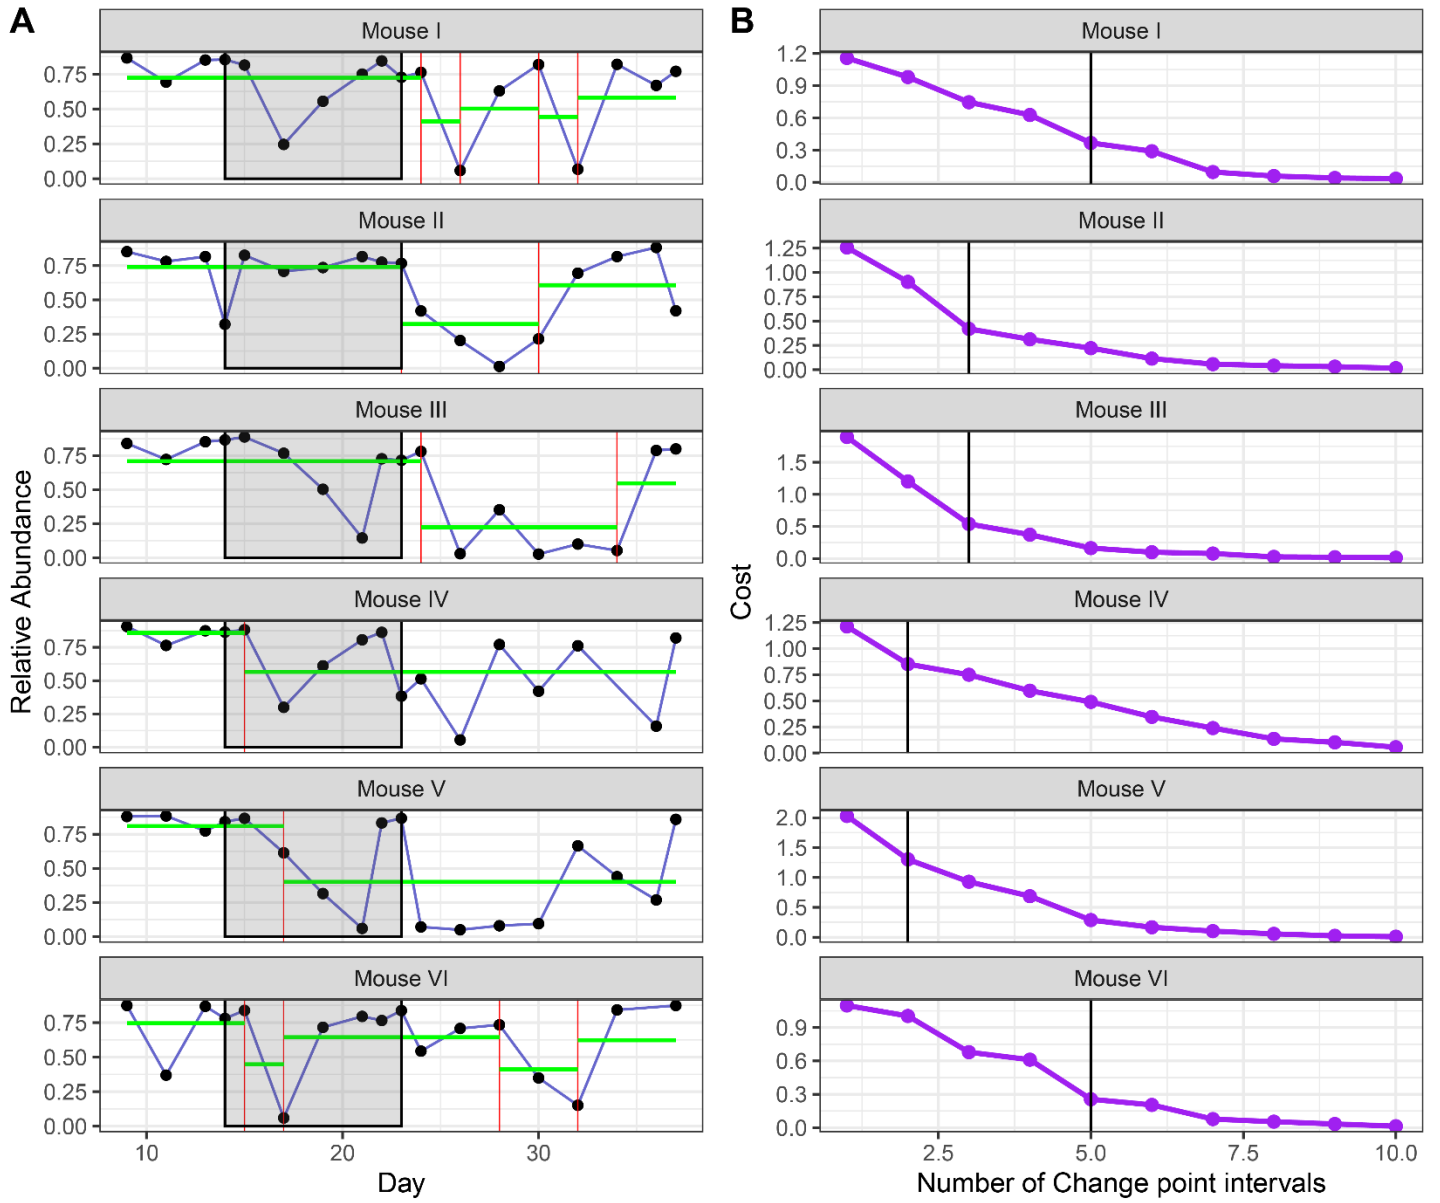 A
Mouse I
0.75
0.50
0.25
0.00
Mouse II
0.75
0.50
0.25
0.00
Mouse III
0.75
0.50
0.25
0.00
Mouse IV
0.75
0.50
0.25
0.00
Mouse V
0.75
0.50
0.25
0.00
Mouse VI
0.75
0.50
0.25
0.00
10 20 30
Day
Relative Abundance
B
Mouse I
1.2
0.9
0.6
0.3
0.0
Mouse II
1.25
1.00
0.75
0.50
0.25
0.00
Mouse III
1.5
1.0
0.5
0.0
Mouse IV
1.25
1.00
0.75
0.50
0.25
0.00
Mouse V
2.0
1.5
1.0
0.5
0.0
Mouse VI
0.9
0.6
0.3
0.0
2.5 5.0 7.5 10.0
Number of Change point intervals
Cost